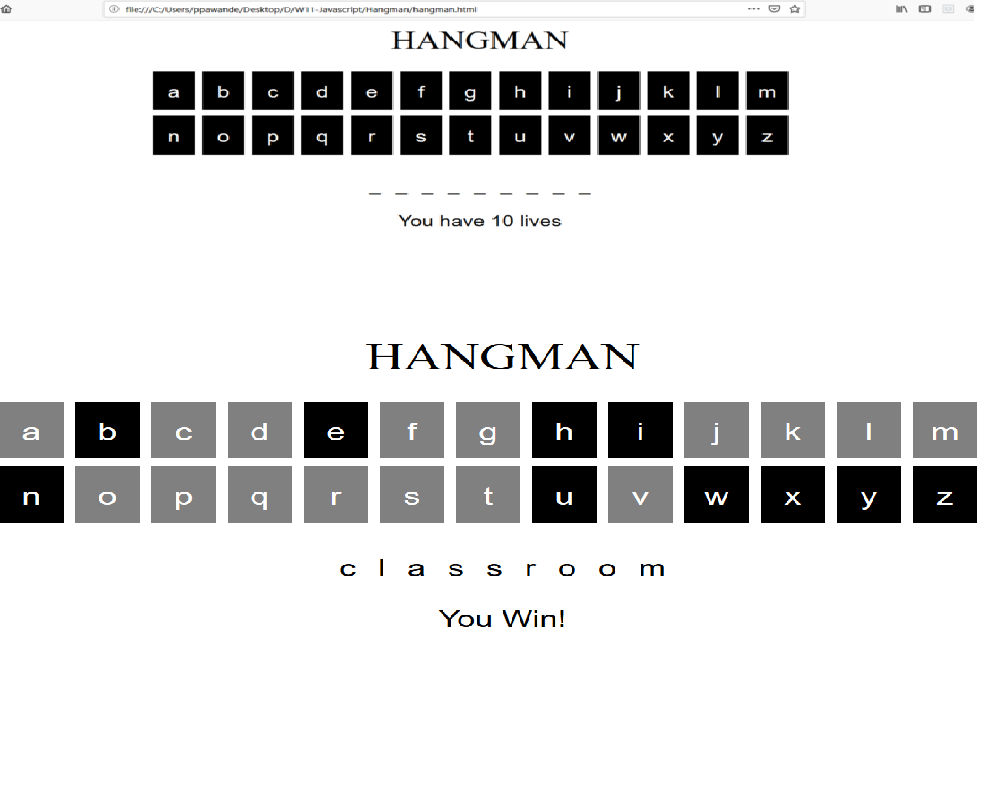 file:///C:/Users/ppawande/Desktop/D/WT1-Javascript/Hangman/hangman.html
HANGMAN
a b c d e f g h i j k l m
n o p q r s t u v w x y z
_ _ _ _ _ _ _ _ _
You have 10 lives
HANGMAN
a b c d e f g h i j k l m
n o p q r s t u v w x y z
c l a s s r o o m
You Win!